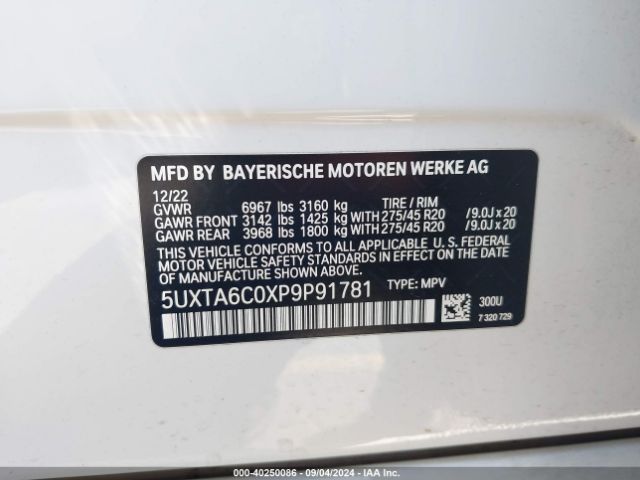 MFD BY BAYERISCHE MOTOREN WERKE AG
12/22
GVWR 6967 lbs 3160 kg TIRE / RIM
GAWR FRONT 3142 lbs 1425 kg WITH 275/45 R20 / 9.0J x 20
GAWR REAR 3968 lbs 1800 kg WITH 275/45 R20 / 9.0J x 20
THIS VEHICLE CONFORMS TO ALL APPLICABLE U. S. FEDERAL
MOTOR VEHICLE SAFETY STANDARDS IN EFFECT ON THE DATE
OF MANUFACTURE SHOWN ABOVE.
5UXTA6C0XP9P91781 TYPE: MPV
300U
7 320 729
000-40250086 - 09/04/2024 - IAA Inc.